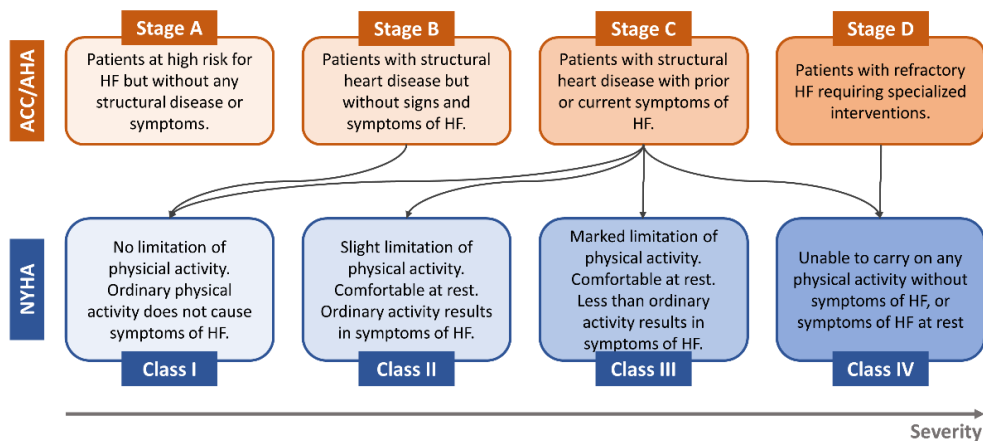 ACC/AHA
Stage A
Patients at high risk for
HF but without any
structural disease or
symptoms.
Stage B
Patients with structural
heart disease but
without signs and
symptoms of HF.
Stage C
Patients with structural
heart disease with prior
or current symptoms of
HF.
Stage D
Patients with refractory
HF requiring specialized
interventions.
NYHA
No limitation of
physicial activity.
Ordinary physical
activity does not cause
symptoms of HF.
Class I
Slight limitation of
physical activity.
Comfortable at rest.
Ordinary activity results
in symptoms of HF.
Class II
Marked limitation of
physical activity.
Comfortable at rest.
Less than ordinary
activity results in
symptoms of HF.
Class III
Unable to carry on any
physical activity without
symptoms of HF, or
symptoms of HF at rest
Class IV
Severity